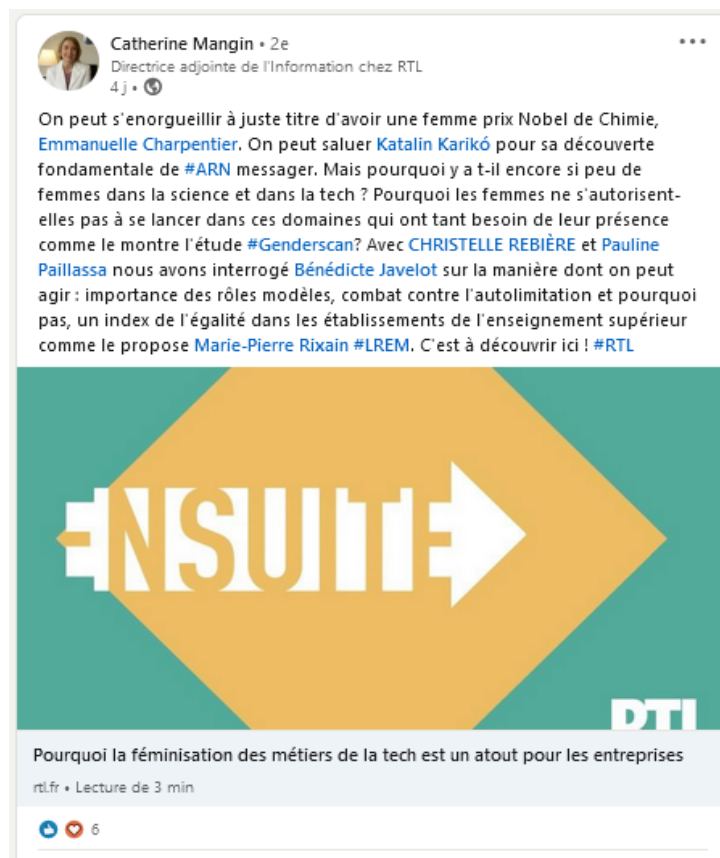 Catherine Mangin • 2e
Directrice adjointe de l'Information chez RTL
4 j •
On peut s'enorgueillir à juste titre d'avoir une femme prix Nobel de Chimie,
Emmanuelle Charpentier. On peut saluer Katalin Karikó pour sa découverte
fondamentale de #ARN messager. Mais pourquoi y a t-il encore si peu de
femmes dans la science et dans la tech ? Pourquoi les femmes ne s'autorisent-
elles pas à se lancer dans ces domaines qui ont tant besoin de leur présence
comme le montre l'étude #Genderscan? Avec CHRISTELLE REBIÈRE et Pauline
Paillassa nous avons interrogé Bénédicte Javelot sur la manière dont on peut
agir : importance des rôles modèles, combat contre l'autolimitation et pourquoi
pas, un index de l'égalité dans les établissements de l'enseignement supérieur
comme le propose Marie-Pierre Rixain #LREM. C'est à découvrir ici ! #RTL
ENSUITE
RTL
Pourquoi la féminisation des métiers de la tech est un atout pour les entreprises
rtl.fr • Lecture de 3 min
6